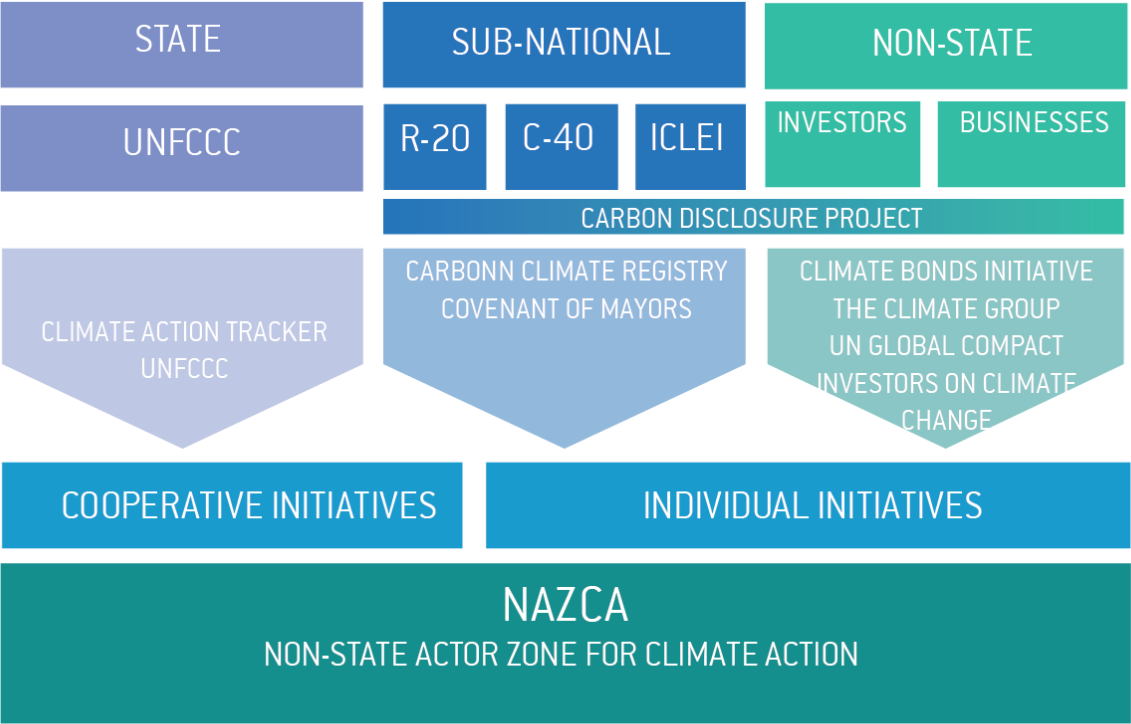 STATE
SUB-NATIONAL
NON-STATE
UNFCCC
R-20
C-40
ICLEI
INVESTORS
BUSINESSES
CARBON DISCLOSURE PROJECT
CLIMATE ACTION TRACKER
UNFCCC
CARBONN CLIMATE REGISTRY
COVENANT OF MAYORS
CLIMATE BONDS INITIATIVE
THE CLIMATE GROUP
UN GLOBAL COMPACT
INVESTORS ON CLIMATE
CHANGE
COOPERATIVE INITIATIVES
INDIVIDUAL INITIATIVES
NAZCA
NON-STATE ACTOR ZONE FOR CLIMATE ACTION